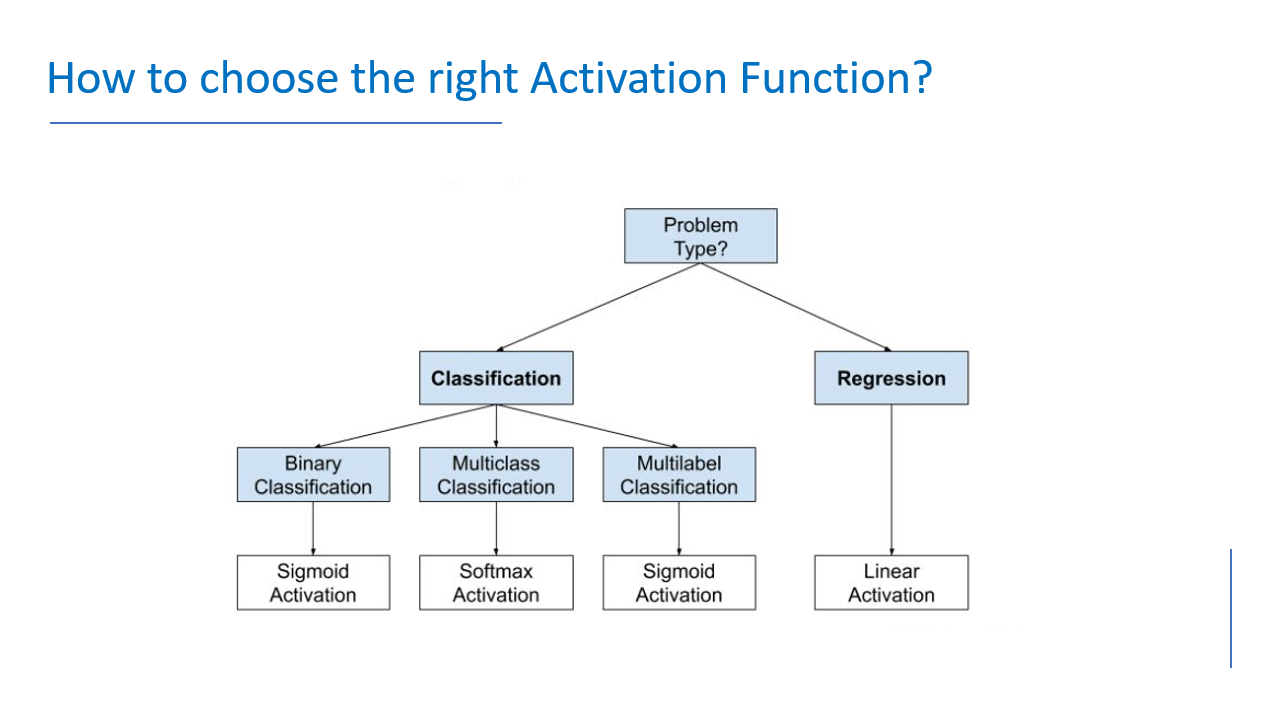 How to choose the right Activation Function?
Problem
Type?
Classification
Regression
Binary
Classification
Multiclass
Classification
Multilabel
Classification
Sigmoid
Activation
Softmax
Activation
Sigmoid
Activation
Linear
Activation